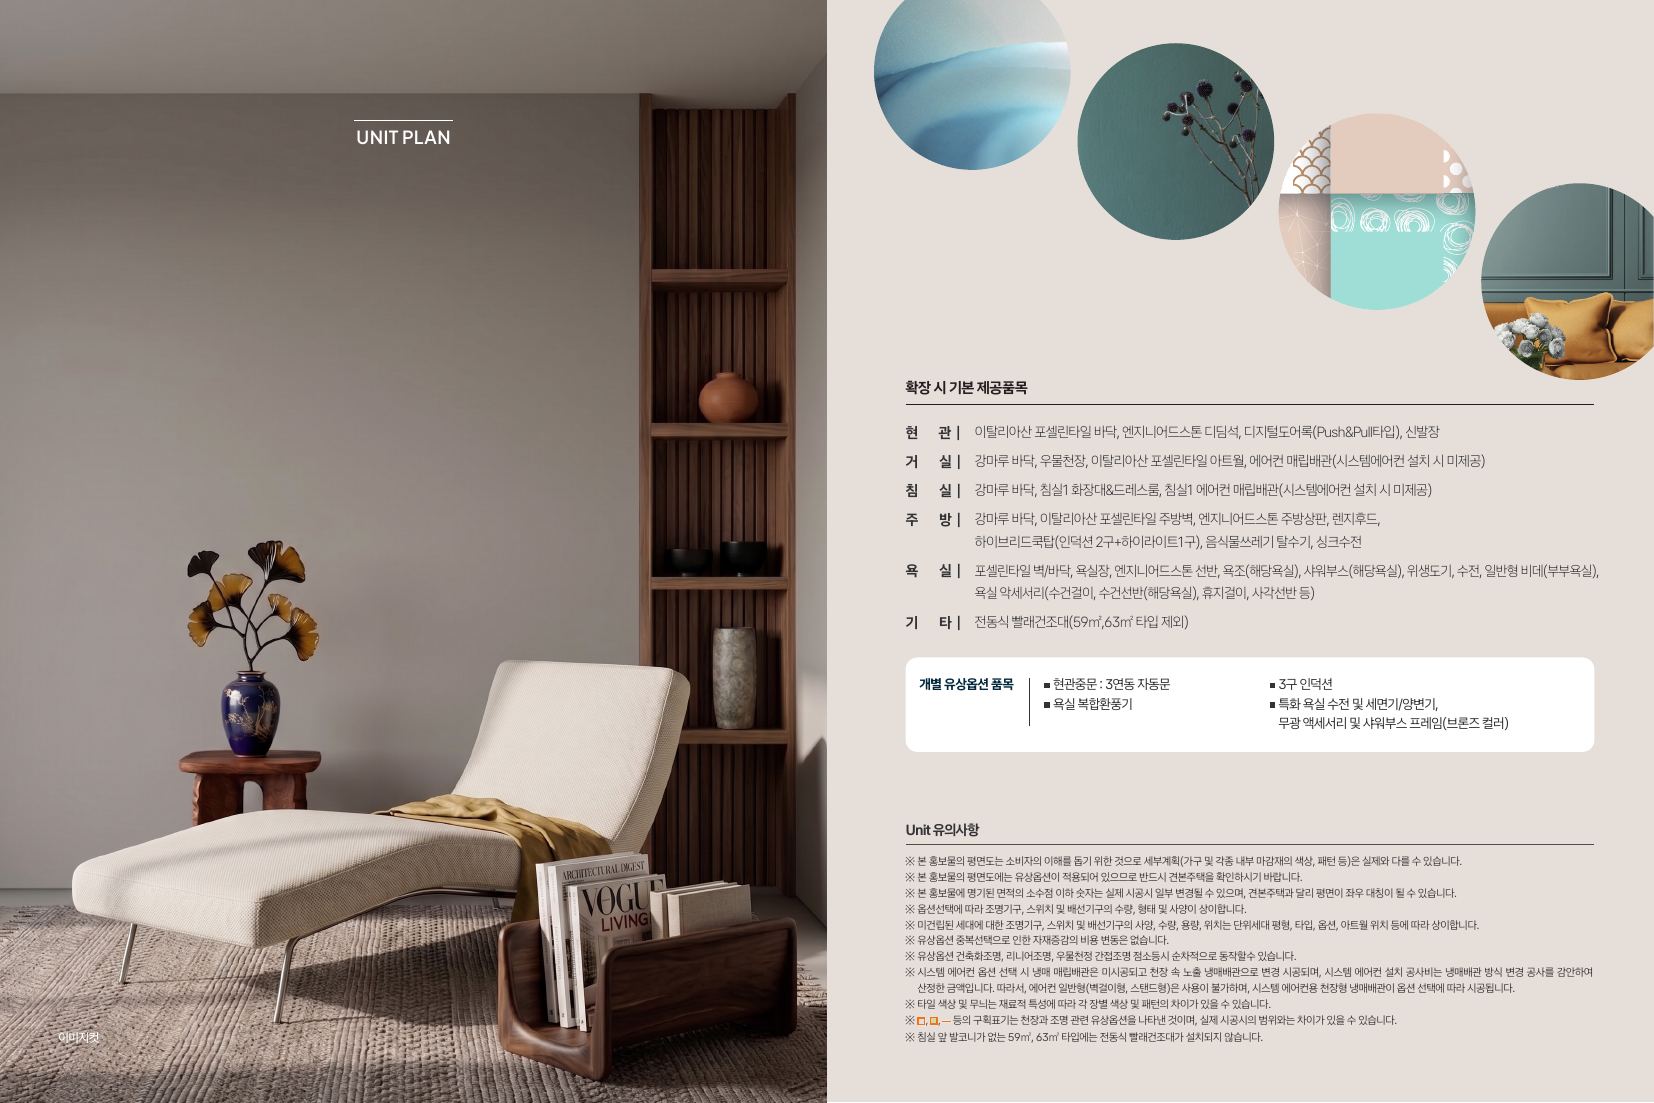 UNIT PLAN
ARCHITECTURAL DIGEST
VOGUE
LIVING
이미지컷
확장 시 기본 제공품목
현 관 | 이탈리아산 포셀린타일 바닥, 엔지니어드스톤 디딤석, 디지털도어록(Push&Pull타입), 신발장
거 실 | 강마루 바닥, 우물천장, 이탈리아산 포셀린타일 아트월, 에어컨 매립배관(시스템에어컨 설치 시 미제공)
침 실 | 강마루 바닥, 침실1 화장대&드레스룸, 침실1 에어컨 매립배관(시스템에어컨 설치 시 미제공)
주 방 | 강마루 바닥, 이탈리아산 포셀린타일 주방벽, 엔지니어드스톤 주방상판, 렌지후드,
하이브리드쿡탑(인덕션 2구+하이라이트1구), 음식물쓰레기 탈수기, 싱크수전
욕 실 | 포셀린타일 벽/바닥, 욕실장, 엔지니어드스톤 선반, 욕조(해당욕실), 샤워부스(해당욕실), 위생도기, 수전, 일반형 비데(부부욕실),
욕실 악세서리(수건걸이, 수건선반(해당욕실), 휴지걸이, 사각선반 등)
기 타 | 전동식 빨래건조대(59㎡,63㎡ 타입 제외)
개별 유상옵션 품목
■ 현관중문 : 3연동 자동문
■ 욕실 복합환풍기
■ 3구 인덕션
■ 특화 욕실 수전 및 세면기/양변기,
무광 액세서리 및 샤워부스 프레임(브론즈 컬러)
Unit 유의사항
※ 본 홍보물의 평면도는 소비자의 이해를 돕기 위한 것으로 세부계획(가구 및 각종 내부 마감재의 색상, 패턴 등)은 실제와 다를 수 있습니다.
※ 본 홍보물의 평면도에는 유상옵션이 적용되어 있으므로 반드시 견본주택을 확인하시기 바랍니다.
※ 본 홍보물에 명기된 면적의 소수점 이하 숫자는 실제 시공시 일부 변경될 수 있으며, 견본주택과 달리 평면이 좌우 대칭이 될 수 있습니다.
※ 옵션선택에 따라 조명기구, 스위치 및 배선기구의 수량, 형태 및 사양이 상이합니다.
※ 미건립된 세대에 대한 조명기구, 스위치 및 배선기구의 사양, 수량, 용량, 위치는 단위세대 평형, 타입, 옵션, 아트월 위치 등에 따라 상이합니다.
※ 유상옵션 중복선택으로 인한 자재증감의 비용 변동은 없습니다.
※ 유상옵션 건축화조명, 리니어조명, 우물천정 간접조명 점소등시 순차적으로 동작할수 있습니다.
※ 시스템 에어컨 옵션 선택 시 냉매 매립배관은 미시공되고 천장 속 노출 냉매배관으로 변경 시공되며, 시스템 에어컨 설치 공사비는 냉매배관 방식 변경 공사를 감안하여
산정한 금액입니다. 따라서, 에어컨 일반형(벽걸이형, 스탠드형)은 사용이 불가하며, 시스템 에어컨용 천장형 냉매배관이 옵션 선택에 따라 시공됩니다.
※ 타일 색상 및 무늬는 재료적 특성에 따라 각 장별 색상 및 패턴의 차이가 있을 수 있습니다.
※ □, □, — 등의 구획표기는 천장과 조명 관련 유상옵션을 나타낸 것이며, 실제 시공시의 범위와는 차이가 있을 수 있습니다.
※ 침실 앞 발코니가 없는 59㎡, 63㎡ 타입에는 전동식 빨래건조대가 설치되지 않습니다.